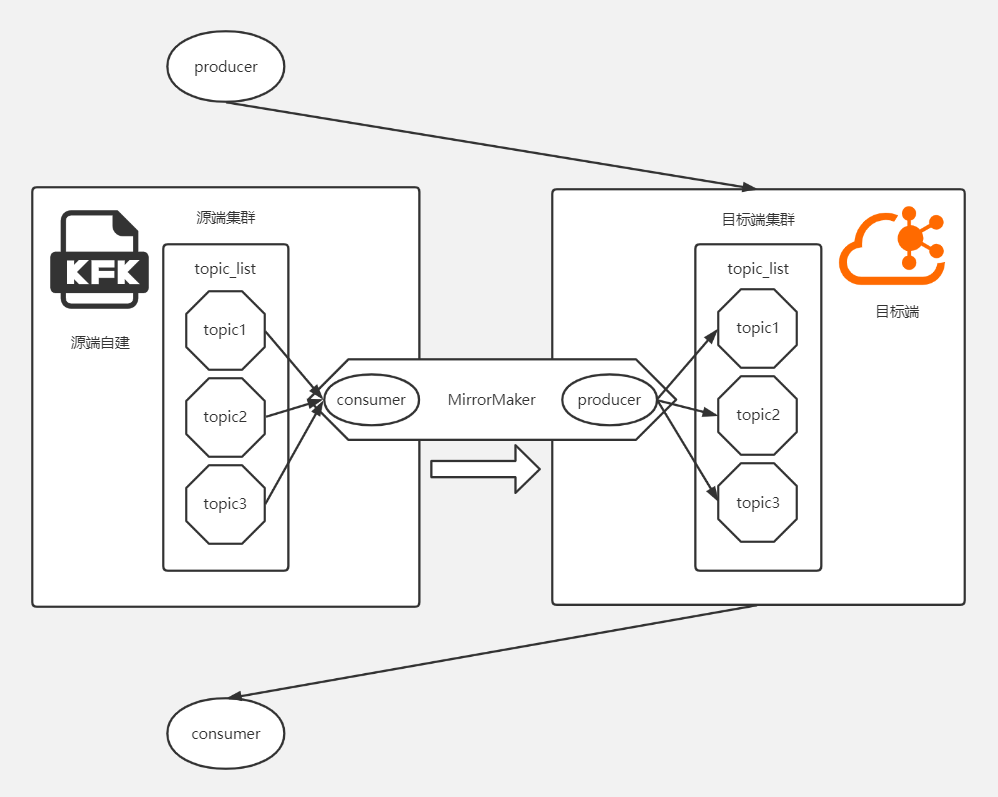 producer
源端集群
KFK
topic_list
topic1
topic2
topic3
源端自建
consumer
MirrorMaker
producer
目标端集群
topic_list
topic1
topic2
topic3
目标端
consumer